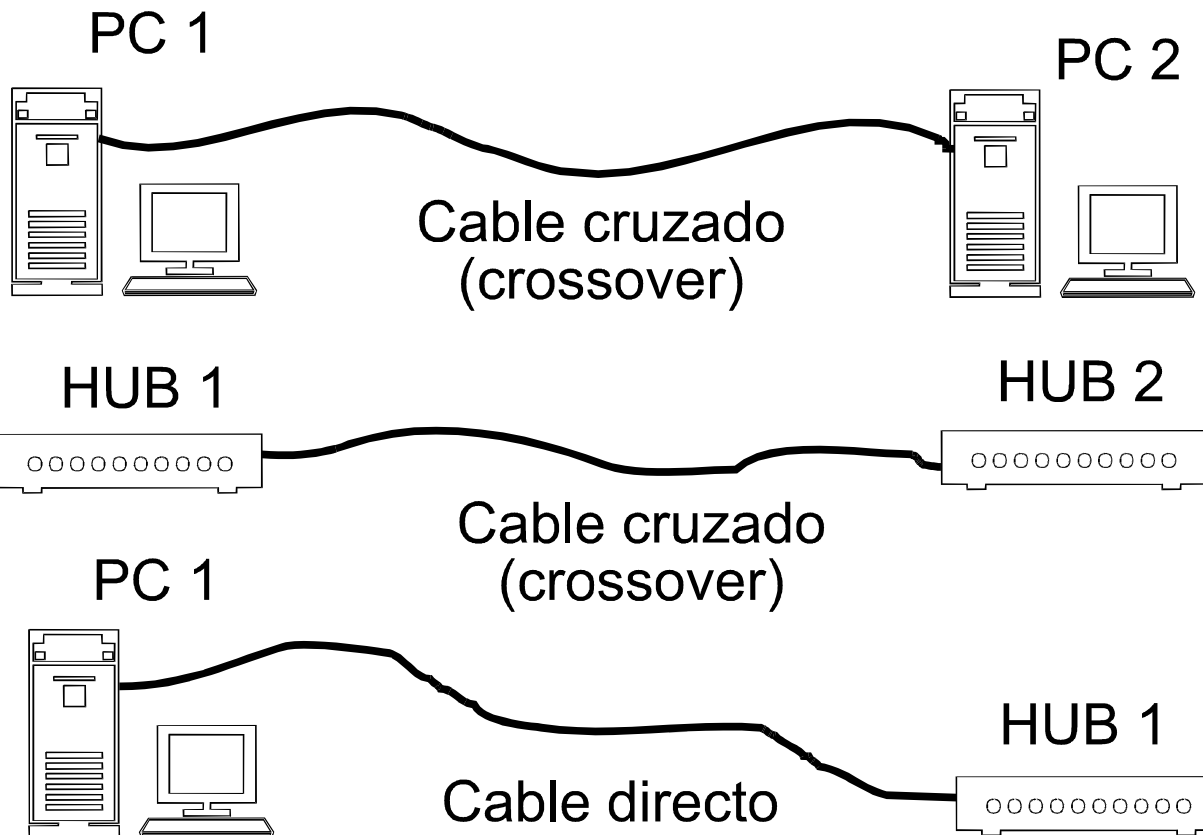 PC 1
PC 2
Cable cruzado
(crossover)
HUB 1
HUB 2
Cable cruzado
(crossover)
PC 1
HUB 1
Cable directo